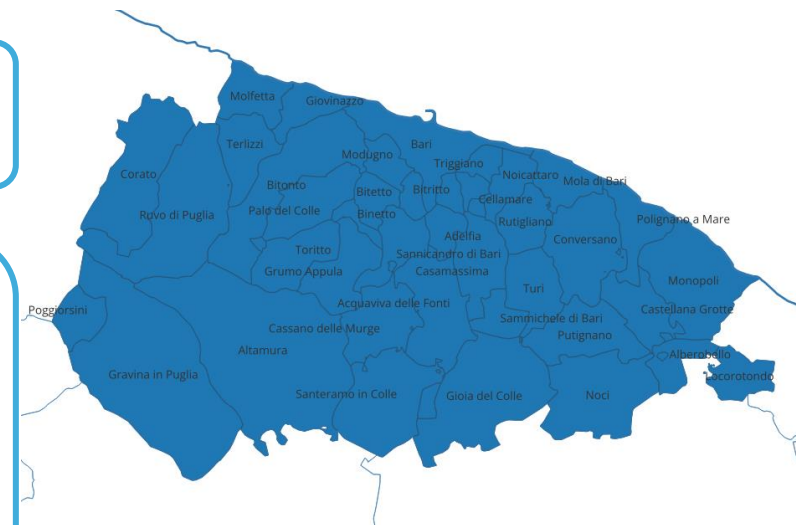 Molfetta
Giovinazzo
Terlizzi
Bari
Modugno
Triggiano
Corato
Noicattaro
Mola di Bari
Bitonto
Bitetto
Bitritto
Cellamare
Ruvo di Puglia
Palo del Colle
Binetto
Rutigliano
Polignano a Mare
Adelfia
Conversano
Toritto
Sannicandro di Bari
Grumo Appula
Casamassima
Monopoli
Turi
Poggiorsini
Acquaviva delle Fonti
Castellana Grotte
Sammichele di Bari
Cassano delle Murge
Putignano
Altamura
Alberobello
Gravina in Puglia
Locorotondo
Santeramo in Colle
Gioia del Colle
Noci